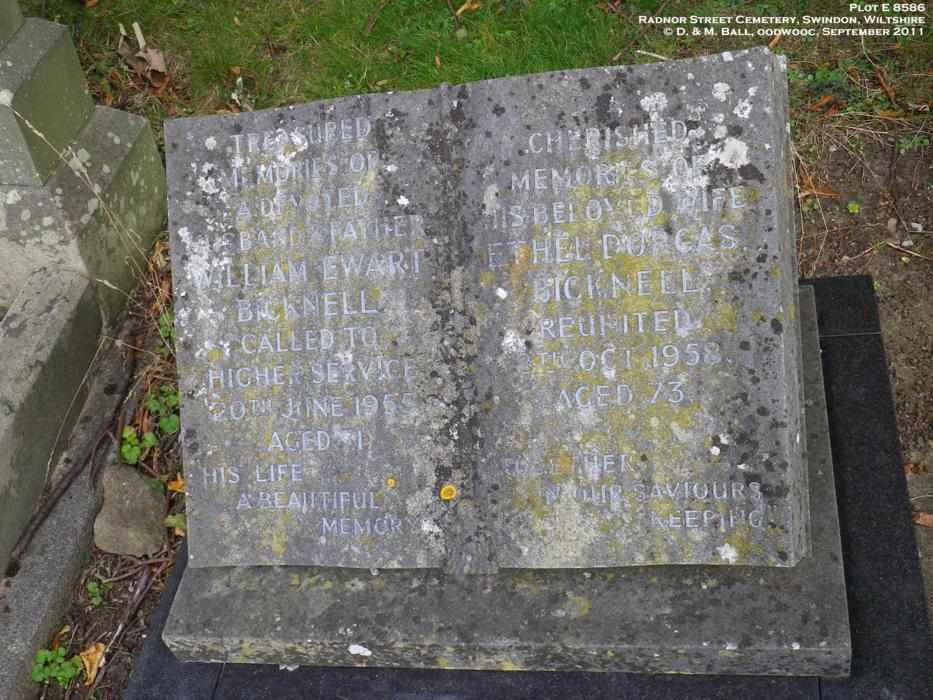 PLOT E 8586
RADNOR STREET CEMETERY, SWINDON, WILTSHIRE
© D. & M. BALL, OODWOOC, SEPTEMBER 2011
TREASURED
MEMORIES OF
A DEVOTED
HUSBAND & FATHER
WILLIAM EWART
BICKNELL
CALLED TO
HIGHER SERVICE
20TH JUNE 1955
AGED 71
HIS LIFE
A BEAUTIFUL
MEMORY
CHERISHED
MEMORIES OF
HIS BELOVED WIFE
ETHEL DORCAS
BICKNELL
REUNITED
OCT. 1958.
AGED 73
TOGETHER
IN OUR SAVIOURS
KEEPING